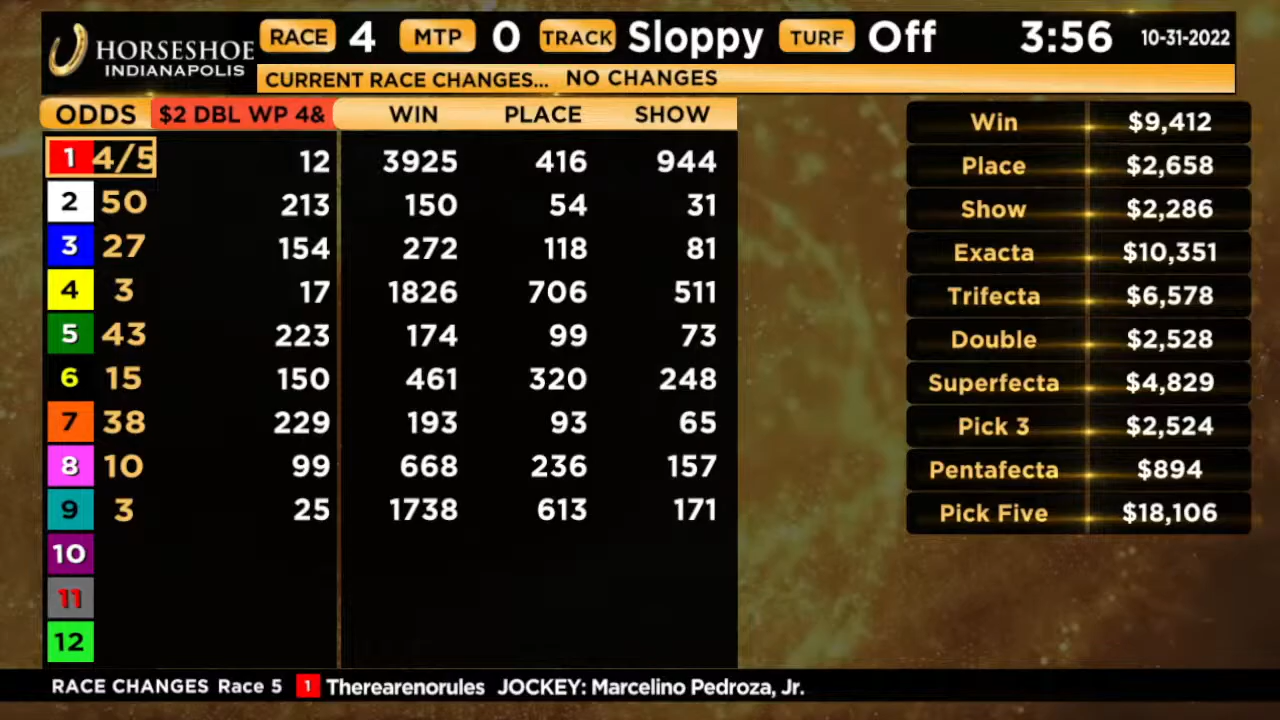 HORSESHOE INDIANAPOLIS RACE 4 MTP 0 TRACK Sloppy TURF Off 3:56 10-31-2022
CURRENT RACE CHANGES... NO CHANGES
ODDS $2 DBL WP 4& WIN PLACE SHOW
1 4/5 12 3925 416 944
2 50 213 150 54 31
3 27 154 272 118 81
4 3 17 1826 706 511
5 43 223 174 99 73
6 15 150 461 320 248
7 38 229 193 93 65
8 10 99 668 236 157
9 3 25 1738 613 171
10
11
12
Win $9,412
Place $2,658
Show $2,286
Exacta $10,351
Trifecta $6,578
Double $2,528
Superfecta $4,829
Pick 3 $2,524
Pentafecta $894
Pick Five $18,106
RACE CHANGES Race 5 1 Therearenorules JOCKEY: Marcelino Pedroza, Jr.